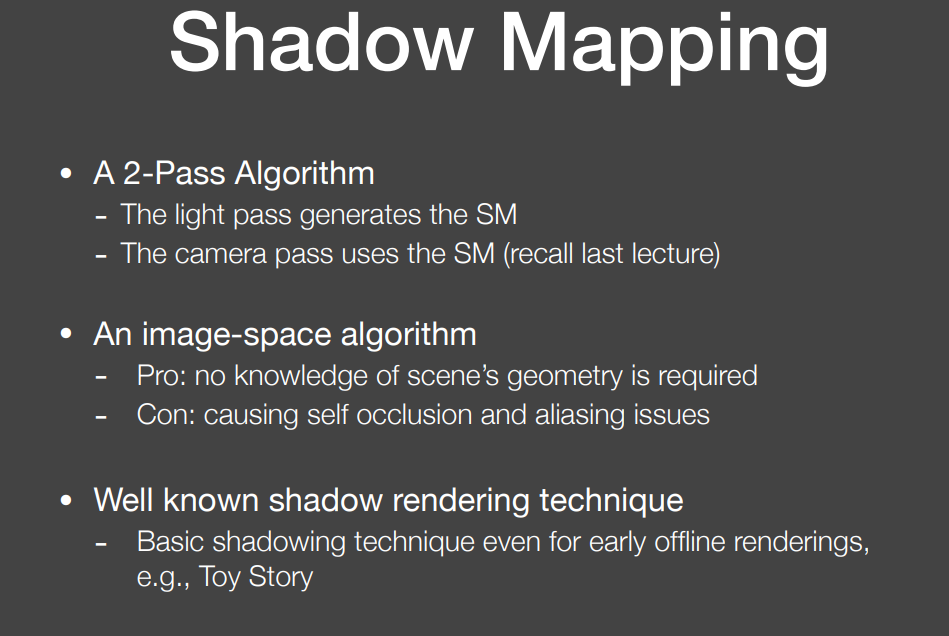 Shadow Mapping
• A 2-Pass Algorithm
- The light pass generates the SM
- The camera pass uses the SM (recall last lecture)
• An image-space algorithm
- Pro: no knowledge of scene’s geometry is required
- Con: causing self occlusion and aliasing issues
• Well known shadow rendering technique
- Basic shadowing technique even for early offline renderings,
e.g., Toy Story